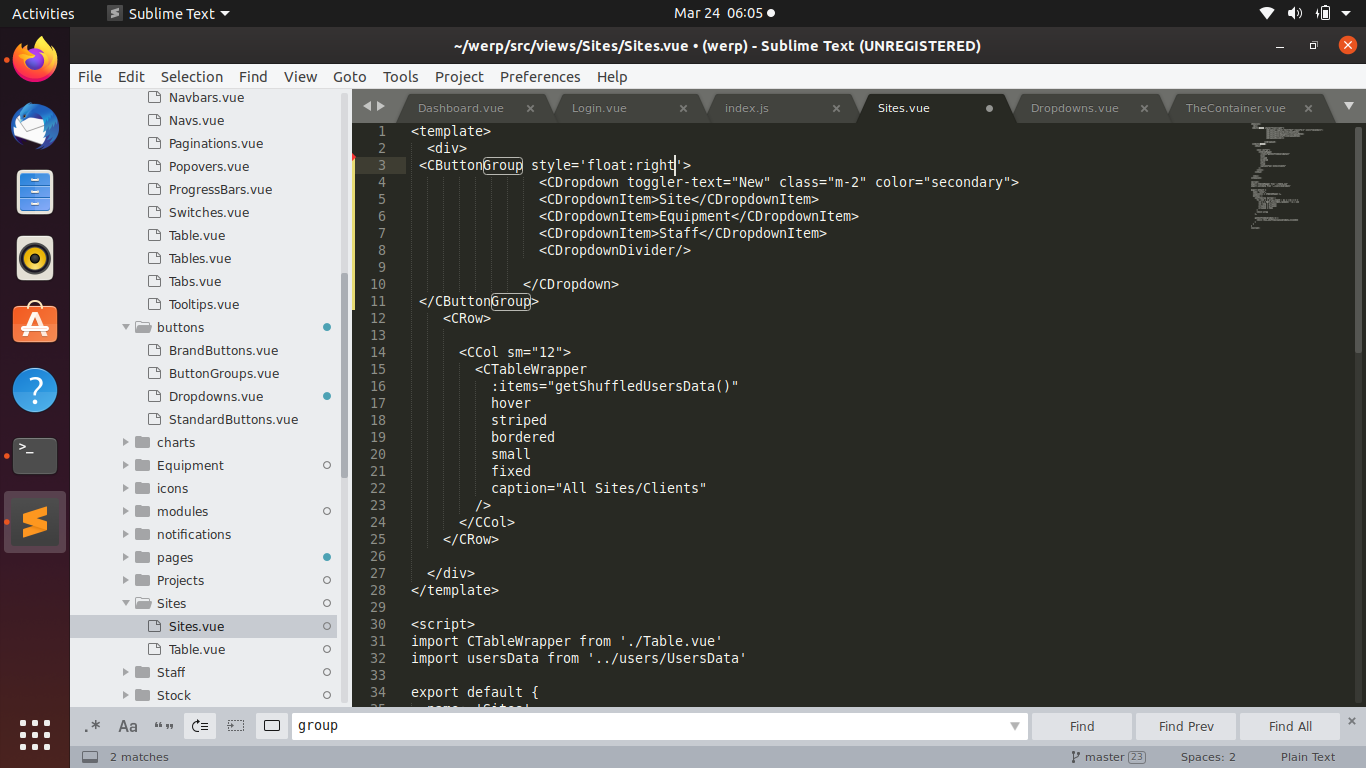 Activities Sublime Text Mar 24 06:05
~/werp/src/views/Sites/Sites.vue • (werp) - Sublime Text (UNREGISTERED)
File Edit Selection Find View Goto Tools Project Preferences Help
Navbars.vue
Navs.vue
Paginations.vue
Popovers.vue
ProgressBars.vue
Switches.vue
Table.vue
Tables.vue
Tabs.vue
Tooltips.vue
buttons
BrandButtons.vue
ButtonGroups.vue
Dropdowns.vue
StandardButtons.vue
charts
Equipment
icons
modules
notifications
pages
Projects
Sites
Sites.vue
Table.vue
Staff
Stock
Dashboard.vue × Login.vue × index.js × Sites.vue Dropdowns.vue × TheContainer.vue ×
1 <template>
2 <div>
3 <CButtonGroup style='float:right'>
4 <CDropdown toggler-text="New" class="m-2" color="secondary">
5 <CDropdownItem>Site</CDropdownItem>
6 <CDropdownItem>Equipment</CDropdownItem>
7 <CDropdownItem>Staff</CDropdownItem>
8 <CDropdownDivider/>
9
10 </CDropdown>
11 </CButtonGroup>
12 <CRow>
13
14 <CCol sm="12">
15 <CTableWrapper
16 :items="getShuffledUsersData()"
17 hover
18 striped
19 bordered
20 small
21 fixed
22 caption="All Sites/Clients"
23 />
24 </CCol>
25 </CRow>
26
27 </div>
28 </template>
29
30 <script>
31 import CTableWrapper from './Table.vue'
32 import usersData from '../users/UsersData'
33
34 export default {
.* Aa “” group Find Find Prev Find All ×
2 matches master 23 Spaces: 2 Plain Text